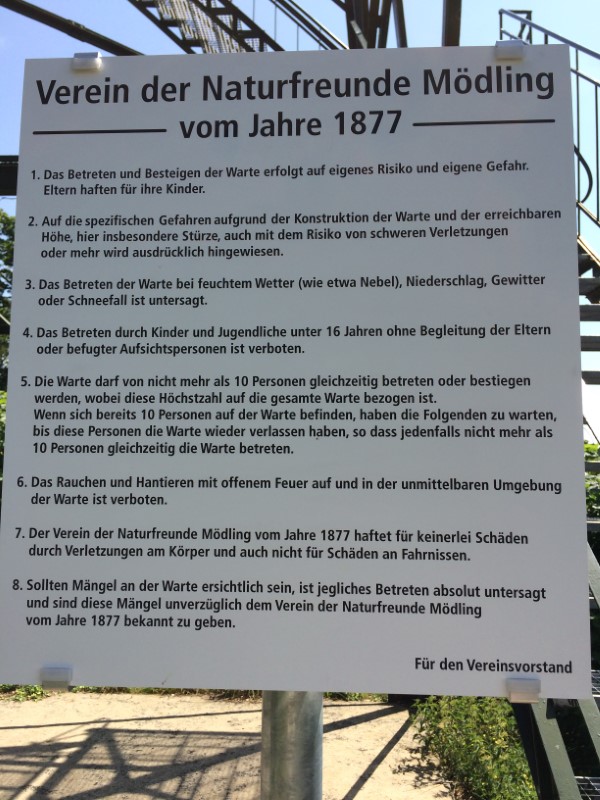 Verein der Naturfreunde Mödling
vom Jahre 1877
1. Das Betreten und Besteigen der Warte erfolgt auf eigenes Risiko und eigene Gefahr.
Eltern haften für ihre Kinder.
2. Auf die spezifischen Gefahren aufgrund der Konstruktion der Warte und der erreichbaren
Höhe, hier insbesondere Stürze, auch mit dem Risiko von schweren Verletzungen
oder mehr wird ausdrücklich hingewiesen.
3. Das Betreten der Warte bei feuchtem Wetter (wie etwa Nebel), Niederschlag, Gewitter
oder Schneefall ist untersagt.
4. Das Betreten durch Kinder und Jugendliche unter 16 Jahren ohne Begleitung der Eltern
oder befugter Aufsichtspersonen ist verboten.
5. Die Warte darf von nicht mehr als 10 Personen gleichzeitig betreten oder bestiegen
werden, wobei diese Höchstzahl auf die gesamte Warte bezogen ist.
Wenn sich bereits 10 Personen auf der Warte befinden, haben die Folgenden zu warten,
bis diese Personen die Warte wieder verlassen haben, so dass jedenfalls nicht mehr als
10 Personen gleichzeitig die Warte betreten.
6. Das Rauchen und Hantieren mit offenem Feuer auf und in der unmittelbaren Umgebung
der Warte ist verboten.
7. Der Verein der Naturfreunde Mödling vom Jahre 1877 haftet für keinerlei Schäden
durch Verletzungen am Körper und auch nicht für Schäden an Fahrnissen.
8. Sollten Mängel an der Warte ersichtlich sein, ist jegliches Betreten absolut untersagt
und sind diese Mängel unverzüglich dem Verein der Naturfreunde Mödling
vom Jahre 1877 bekannt zu geben.
Für den Vereinsvorstand